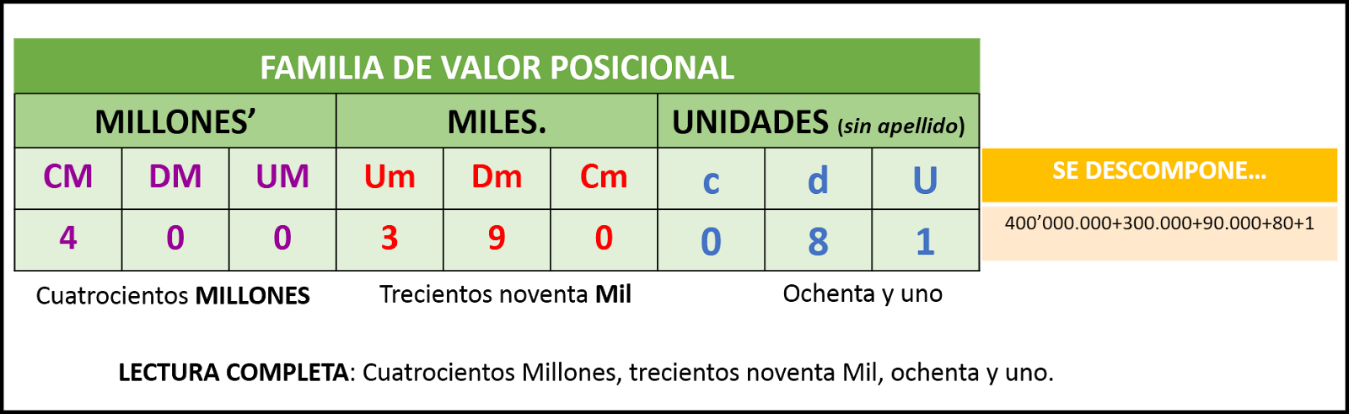 FAMILIA DE VALOR POSICIONAL
MILLONES’ MILES. UNIDADES (sin apellido)
CM DM UM Um Dm Cm c d U SE DESCOMPONE...
4 0 0 3 9 0 0 8 1 400’000.000+300.000+90.000+80+1
Cuatrocientos MILLONES Trecientos noventa Mil Ochenta y uno
LECTURA COMPLETA: Cuatrocientos Millones, trecientos noventa Mil, ochenta y uno.